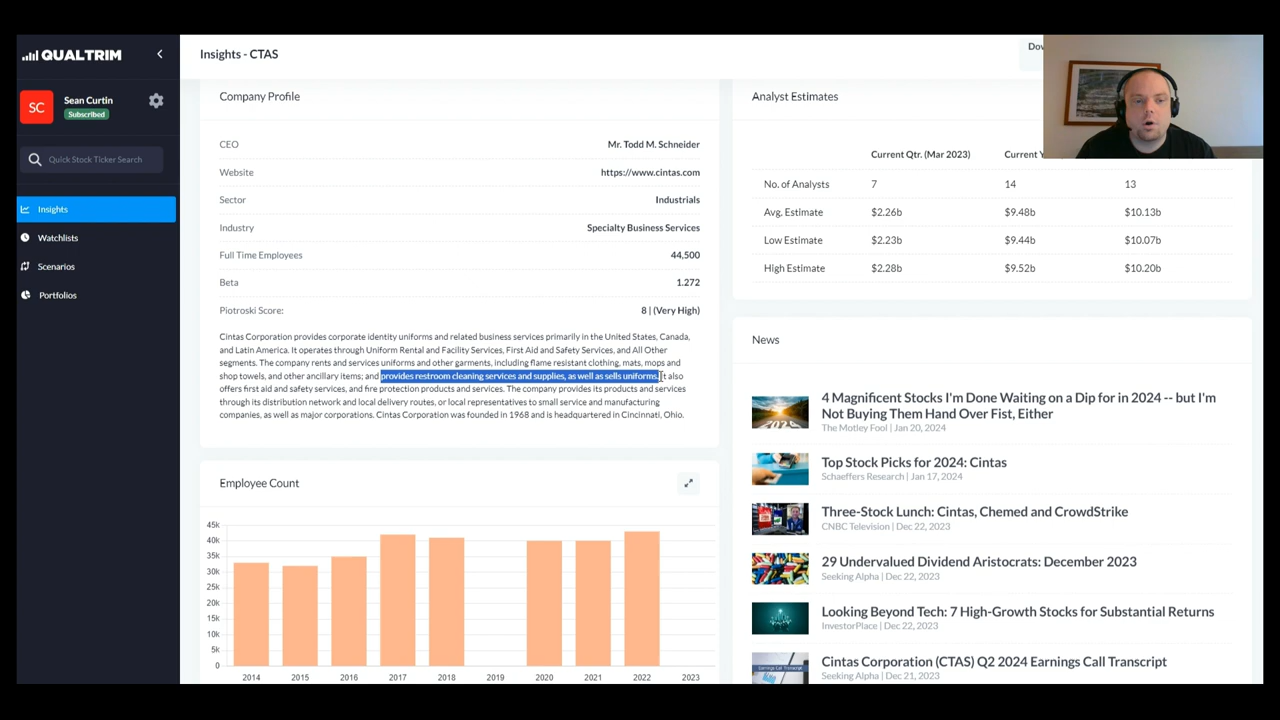 QUALTRIM
Insights - CTAS
Dow
SC
Sean Curtin
Subscribed
Quick Stock Ticker Search
Insights
Watchlists
Scenarios
Portfolios
Company Profile
CEO Mr. Todd M. Schneider
Website https://www.cintas.com
Sector Industrials
Industry Specialty Business Services
Full Time Employees 44,500
Beta 1.272
Piotroski Score: 8 | (Very High)
Cintas Corporation provides corporate identity uniforms and related business services primarily in the United States, Canada,
and Latin America. It operates through Uniform Rental and Facility Services, First Aid and Safety Services, and All Other
segments. The company rents and services uniforms and other garments, including flame resistant clothing, mats, mops and
shop towels, and other ancillary items; and provides restroom cleaning services and supplies, as well as sells uniforms. It also
offers first aid and safety services, and fire protection products and services. The company provides its products and services
through its distribution network and local delivery routes, or local representatives to small service and manufacturing
companies, as well as major corporations. Cintas Corporation was founded in 1968 and is headquartered in Cincinnati, Ohio.
Employee Count
45k
40k
35k
30k
25k
20k
15k
10k
5k
0
2014 2015 2016 2017 2018 2019 2020 2021 2022 2023
Analyst Estimates
Current Qtr. (Mar 2023) Current Y
No. of Analysts 7 14 13
Avg. Estimate $2.26b $9.48b $10.13b
Low Estimate $2.23b $9.44b $10.07b
High Estimate $2.28b $9.52b $10.20b
News
4 Magnificent Stocks I'm Done Waiting on a Dip for in 2024 -- but I'm
Not Buying Them Hand Over Fist, Either
The Motley Fool | Jan 20, 2024
Top Stock Picks for 2024: Cintas
Schaeffers Research | Jan 17, 2024
Three-Stock Lunch: Cintas, Chemed and CrowdStrike
CNBC Television | Dec 22, 2023
29 Undervalued Dividend Aristocrats: December 2023
Seeking Alpha | Dec 22, 2023
Looking Beyond Tech: 7 High-Growth Stocks for Substantial Returns
InvestorPlace | Dec 22, 2023
Cintas Corporation (CTAS) Q2 2024 Earnings Call Transcript
Seeking Alpha | Dec 21, 2023